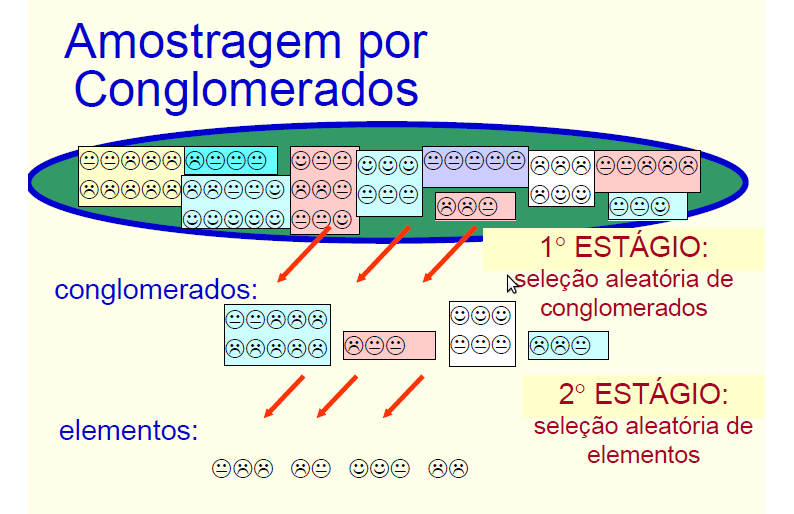 Amostragem por
Conglomerados
1° ESTÁGIO:
seleção aleatória de
conglomerados
conglomerados:
2° ESTÁGIO:
seleção aleatória de
elementos
elementos: